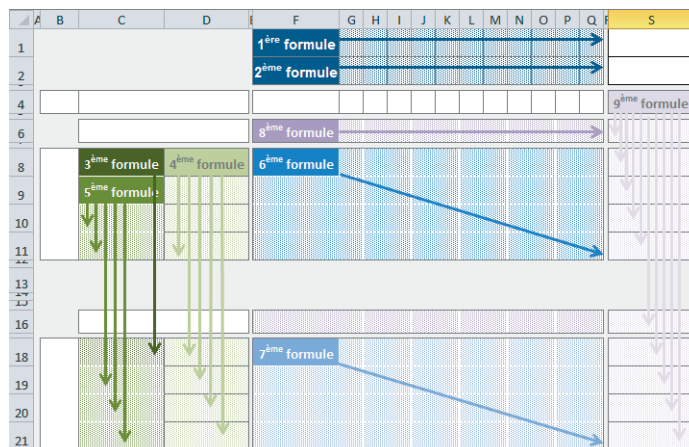 A B C D E F G H I J K L M N O P Q R S
1 1ère formule
2 2ème formule
4 9ème formule
6 8ème formule
8 3ème formule 4ème formule 6ème formule
9 5ème formule
10
11
12
13
14
15
16
18 7ème formule
19
20
21